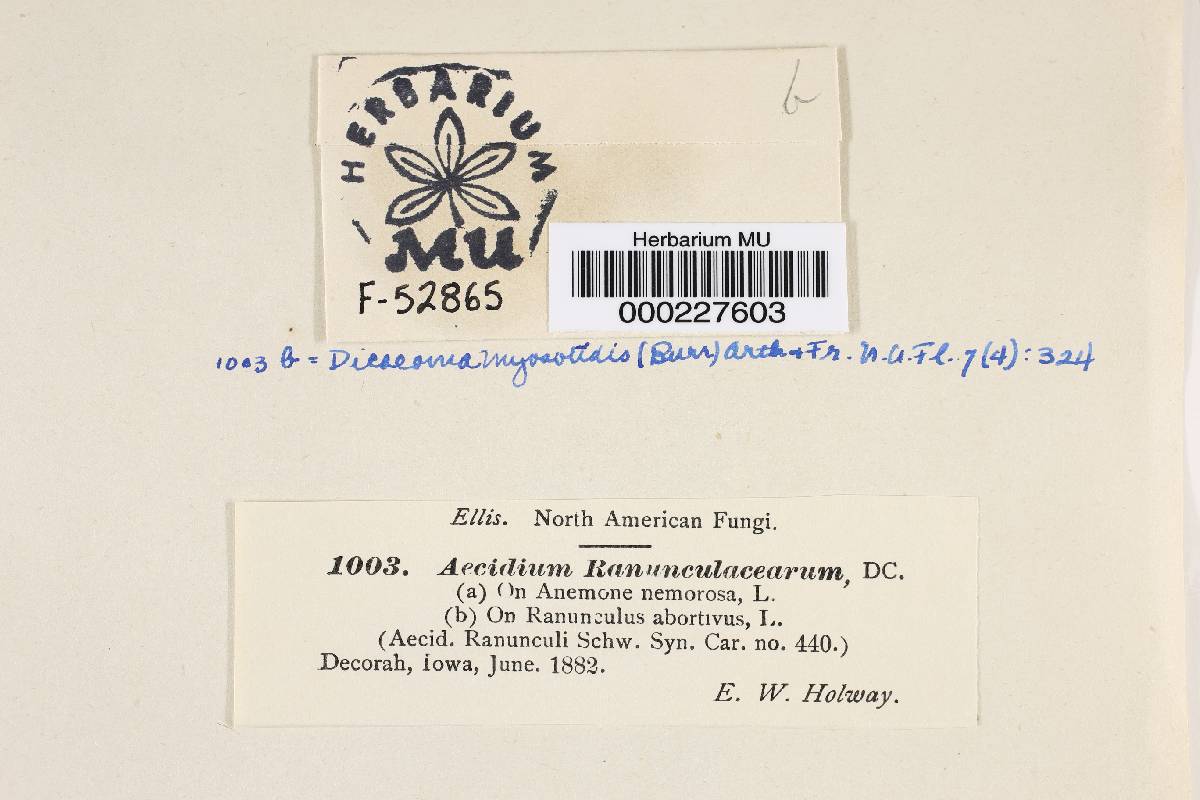 b
HERBARIUM
MU
F-52865
Herbarium MU
000227603
1003 b = Dicaeoma Myosotidis (Burr) Arth & Fr. N.A.Fl. 7(4): 324
Ellis. North American Fungi.
1003. Aecidium Ranunculacearum, DC.
(a) On Anemone nemorosa, L.
(b) On Ranunculus abortivus, L.
(Aecid. Ranunculi Schw. Syn. Car. no. 440.)
Decorah, Iowa, June. 1882.
E. W. Holway.